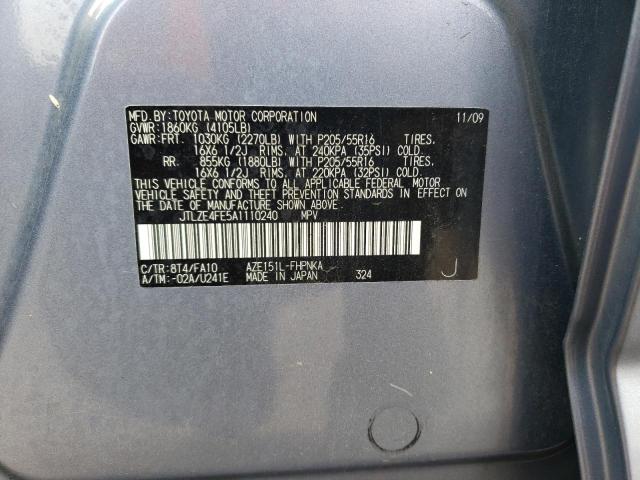 MFD. BY: TOYOTA MOTOR CORPORATION 11/09
GVWR: 1860KG (4105LB)
GAWR: FRT. 1030KG (2270LB) WITH P205/55R16 TIRES,
16X6 1/2J RIMS, AT 240KPA (35PSI) COLD
RR. 855KG (1880LB) WITH P205/55R16 TIRES,
16X6 1/2J RIMS, AT 220KPA (32PSI) COLD
THIS VEHICLE CONFORMS TO ALL APPLICABLE FEDERAL MOTOR
VEHICLE SAFETY AND THEFT PREVENTION STANDARDS IN EFFECT ON
THE DATE OF MANUFACTURE SHOWN ABOVE.
JTLZE4FE5A1110240 MPV
C/TR: 8T4/FA10 AZE151L-FHPNKA
A/TM: -02A/U241E MADE IN JAPAN 324 J